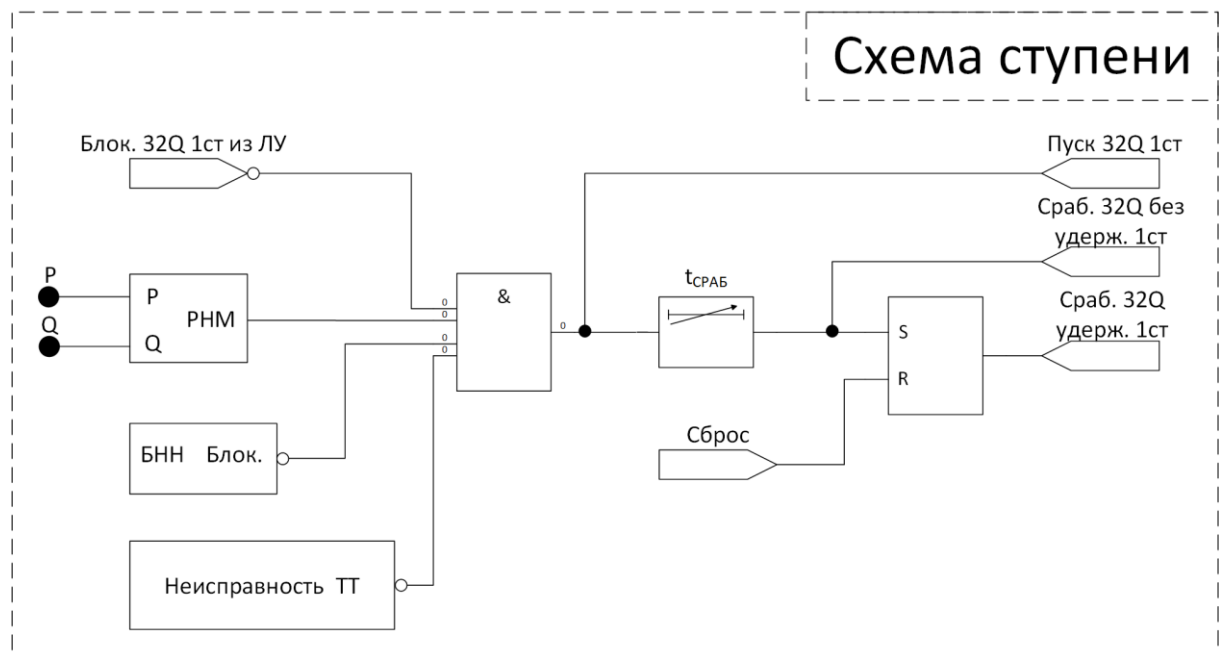 Схема ступени
Блок. 32Q 1ст из ЛУ
Пуск 32Q 1ст
Сраб. 32Q без
удерж. 1ст
P
Q
P
Q
РНМ
0
0
0
0
&
0
tСРАБ
Сраб. 32Q
удерж. 1ст
S
R
БНН Блок.
Сброс
Неисправность ТТ